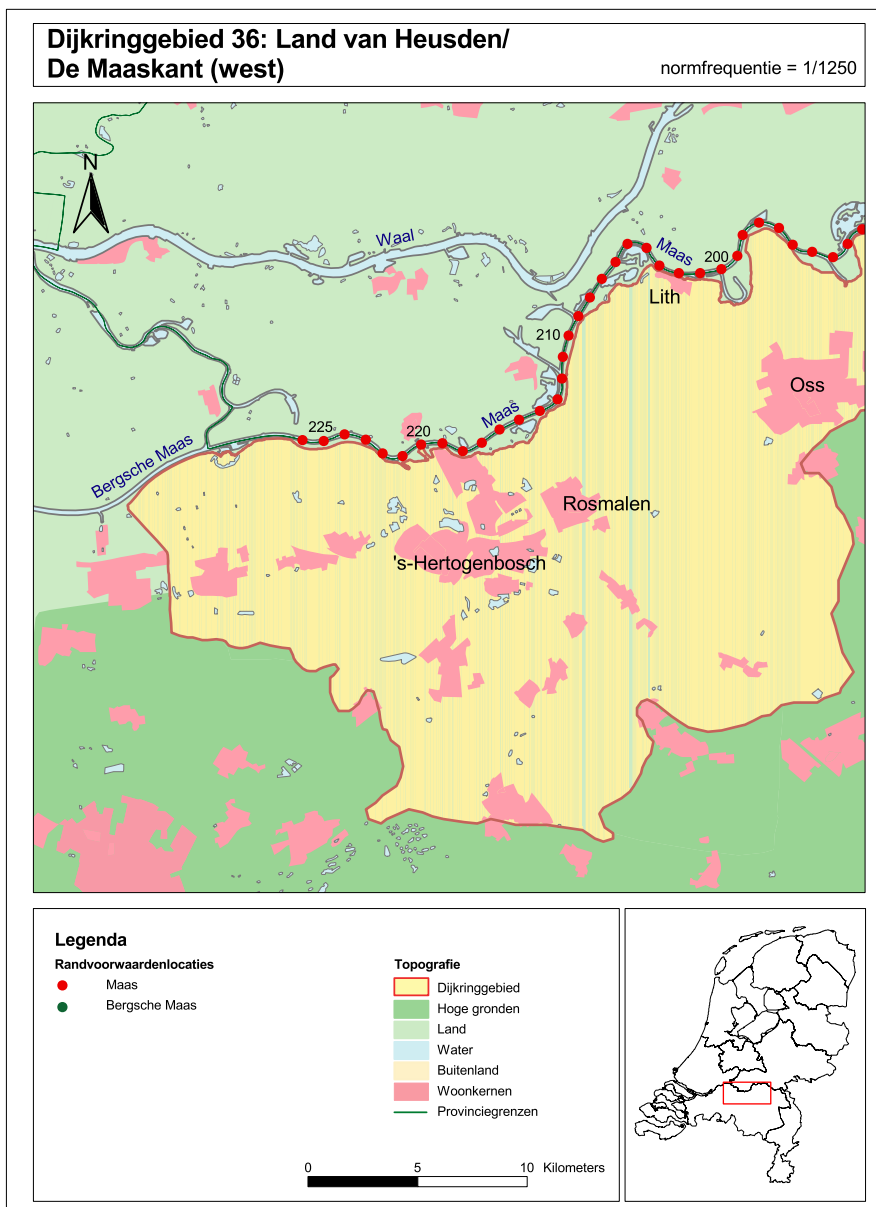 Dijkringgebied 36: Land van Heusden/
De Maaskant (west)
normfrequentie = 1/1250
N
Waal
Maas
200
Lith
210
Oss
Maas
225
220
Bergsche Maas
Rosmalen
's-Hertogenbosch
Legenda
Randvoorwaardenlocaties
Maas
Bergsche Maas
Topografie
Dijkringgebied
Hoge gronden
Land
Water
Buitenland
Woonkernen
Provinciegrenzen
0 5 10 Kilometers